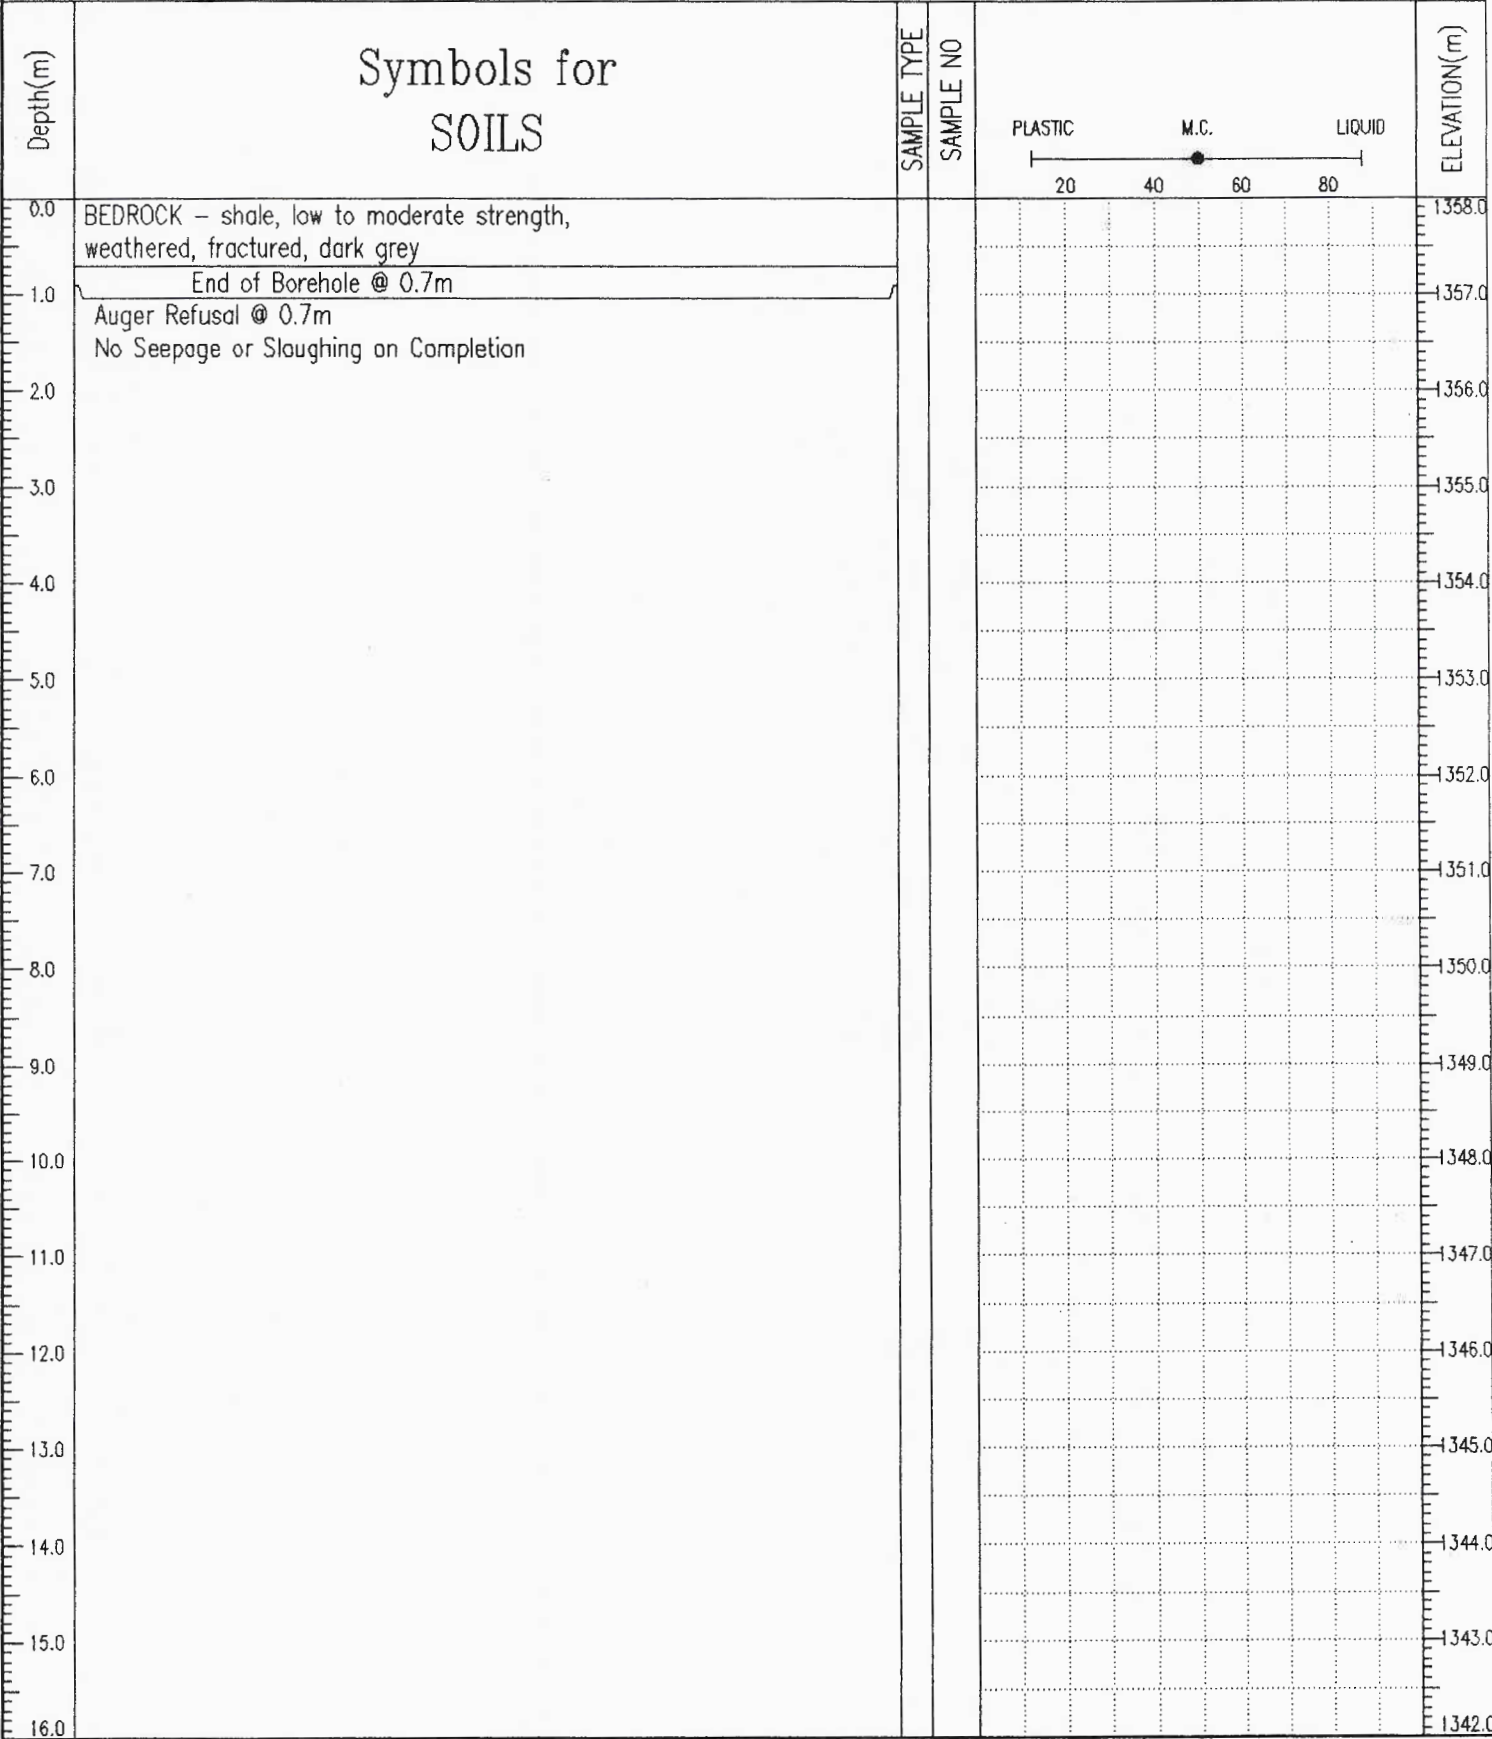 Depth(m)
Symbols for
SOILS
SAMPLE TYPE
SAMPLE NO
PLASTIC M.C. LIQUID
20 40 60 80
ELEVATION(m)
0.0
BEDROCK – shale, low to moderate strength,
weathered, fractured, dark grey
End of Borehole @ 0.7m
Auger Refusal @ 0.7m
No Seepage or Sloughing on Completion
1.0
2.0
3.0
4.0
5.0
6.0
7.0
8.0
9.0
10.0
11.0
12.0
13.0
14.0
15.0
16.0
1358.0
1357.0
1356.0
1355.0
1354.0
1353.0
1352.0
1351.0
1350.0
1349.0
1348.0
1347.0
1346.0
1345.0
1344.0
1343.0
1342.0